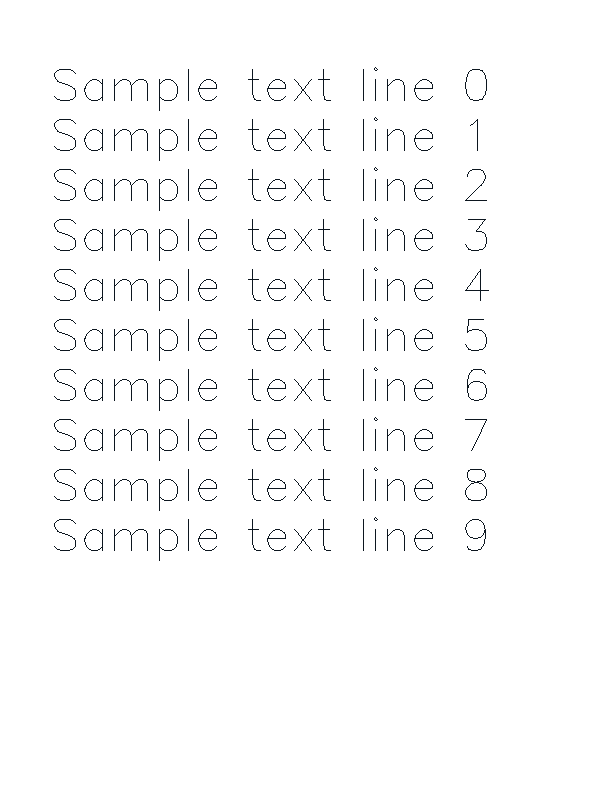 Sample text line 0
Sample text line 1
Sample text line 2
Sample text line 3
Sample text line 4
Sample text line 5
Sample text line 6
Sample text line 7
Sample text line 8
Sample text line 9